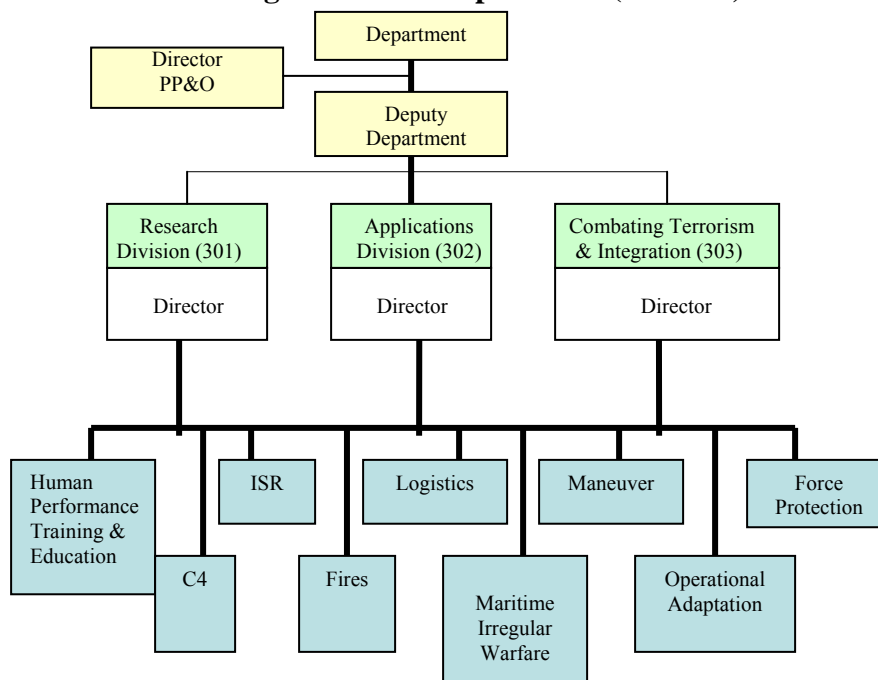 Department
Director
PP&O
Deputy
Department
Research
Division (301)
Applications
Division (302)
Combating Terrorism
& Integration (303)
Director
Director
Director
Human
Performance
Training &
Education
ISR
Logistics
Maneuver
Force
Protection
C4
Fires
Maritime
Irregular
Warfare
Operational
Adaptation